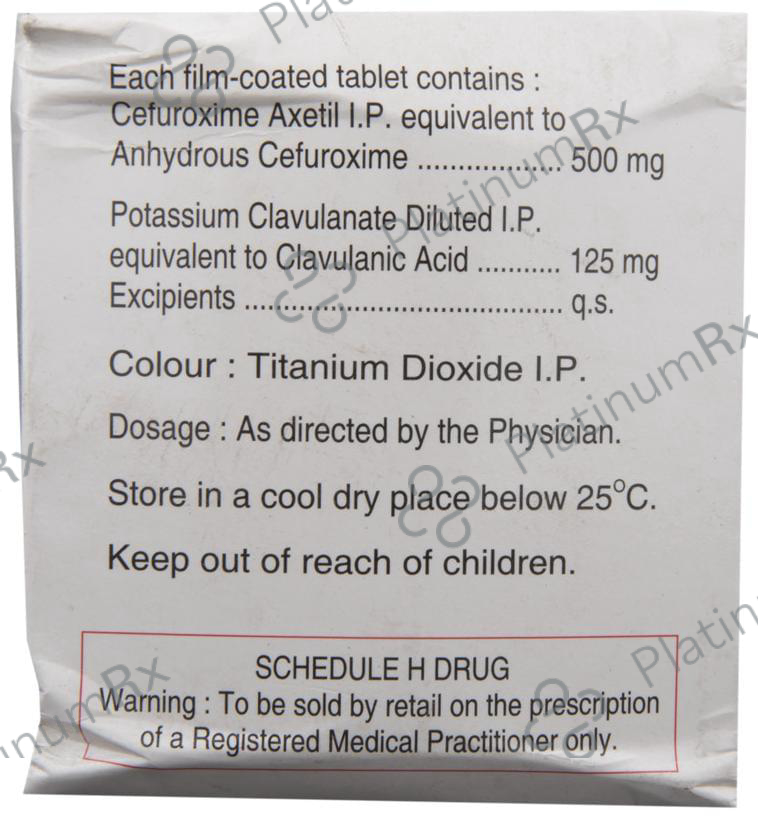 Each film-coated tablet contains :
Cefuroxime Axetil I.P. equivalent to
Anhydrous Cefuroxime .................. 500 mg
Potassium Clavulanate Diluted I.P.
equivalent to Clavulanic Acid ........... 125 mg
Excipients ......................................... q.s.
Colour : Titanium Dioxide I.P.
Dosage : As directed by the Physician.
Store in a cool dry place below 25°C.
Keep out of reach of children.
SCHEDULE H DRUG
Warning : To be sold by retail on the prescription
of a Registered Medical Practitioner only.
PlatinumRx
PlatinumRx